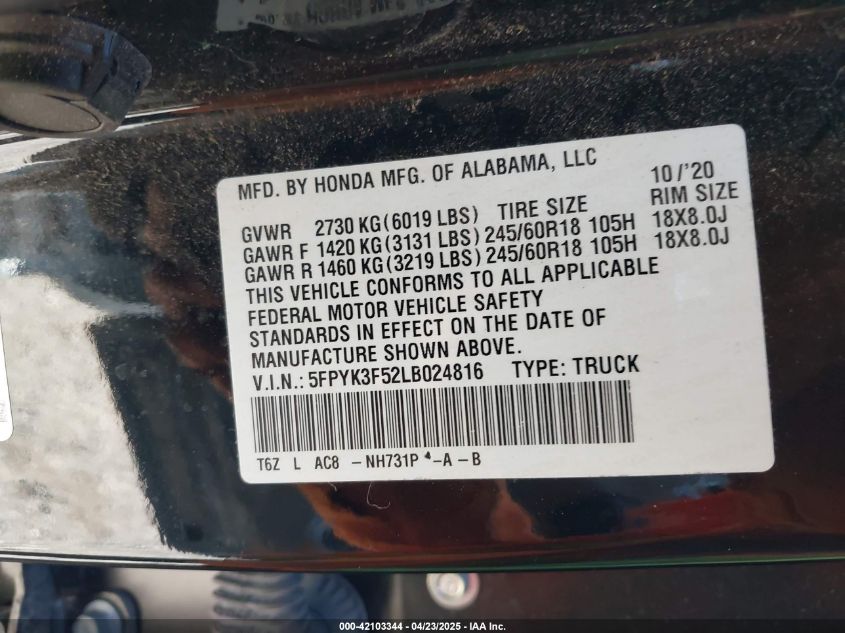 MFD. BY HONDA MFG. OF ALABAMA, LLC 10/'20
GVWR 2730 KG (6019 LBS) TIRE SIZE RIM SIZE
GAWR F 1420 KG (3131 LBS) 245/60R18 105H 18X8.0J
GAWR R 1460 KG (3219 LBS) 245/60R18 105H 18X8.0J
THIS VEHICLE CONFORMS TO ALL APPLICABLE
FEDERAL MOTOR VEHICLE SAFETY
STANDARDS IN EFFECT ON THE DATE OF
MANUFACTURE SHOWN ABOVE.
V.I.N.: 5FPYK3F52LB024816 TYPE: TRUCK
T6Z L AC8 -NH731P -A-B
000-42103344 04/23/2025 - IAA Inc.